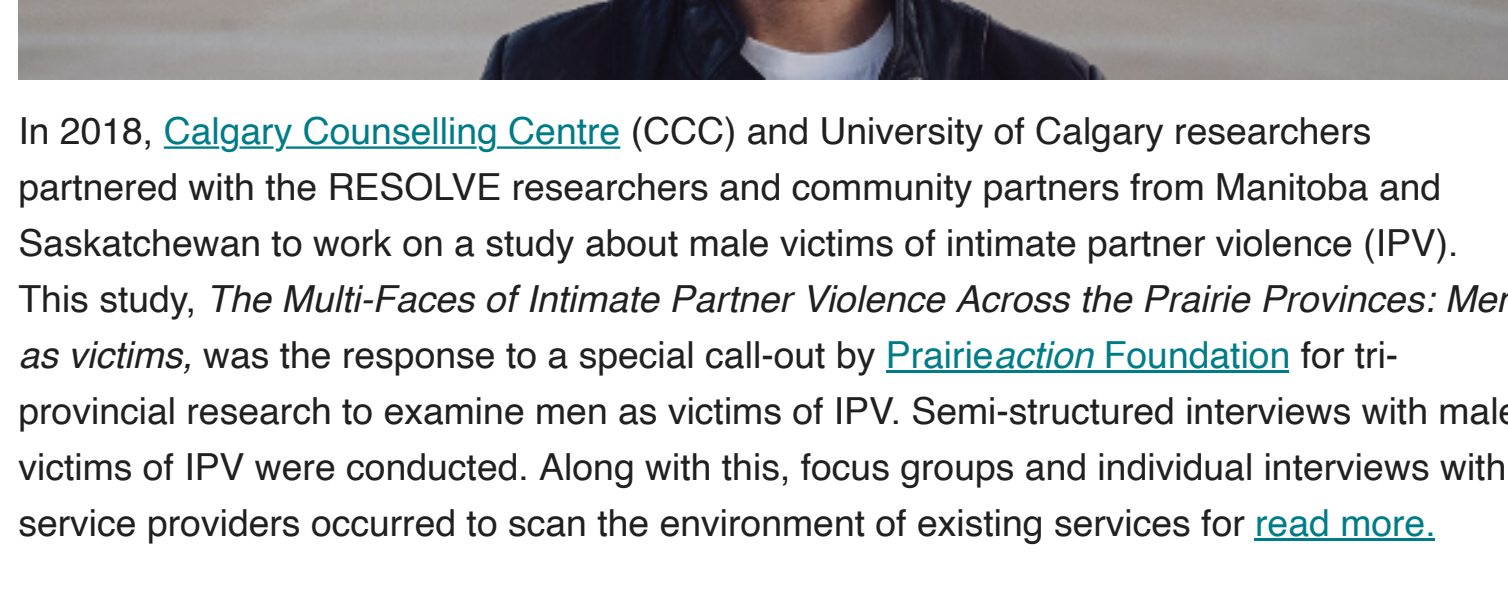 In 2018, Calgary Counselling Centre (CCC) and University of Calgary researchers
partnered with the RESOLVE researchers and community partners from Manitoba and
Saskatchewan to work on a study about male victims of intimate partner violence (IPV).
This study, The Multi-Faces of Intimate Partner Violence Across the Prairie Provinces: Men
as victims, was the response to a special call-out by Prairieaction Foundation for tri-
provincial research to examine men as victims of IPV. Semi-structured interviews with male
victims of IPV were conducted. Along with this, focus groups and individual interviews with
service providers occurred to scan the environment of existing services for read more.